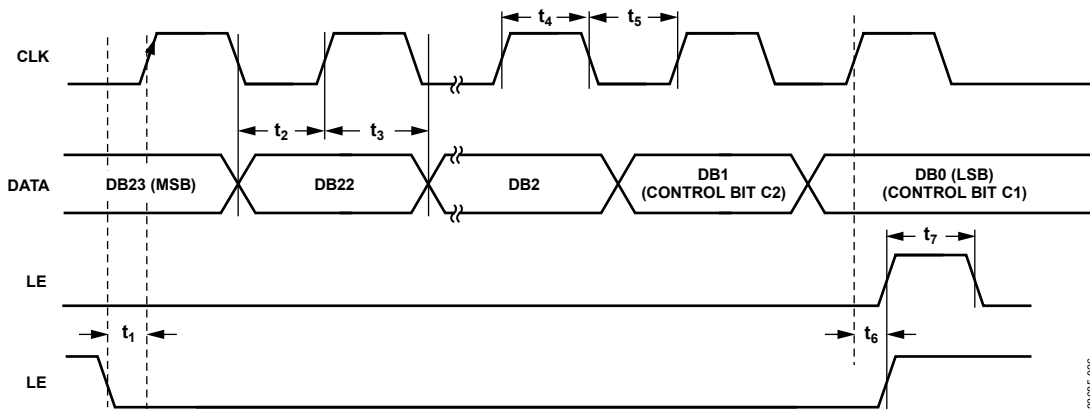 t4
t5
CLK
t2
t3
DATA
DB23 (MSB)
DB22
DB2
DB1
(CONTROL BIT C2)
DB0 (LSB)
(CONTROL BIT C1)
t7
LE
t1
t6
LE